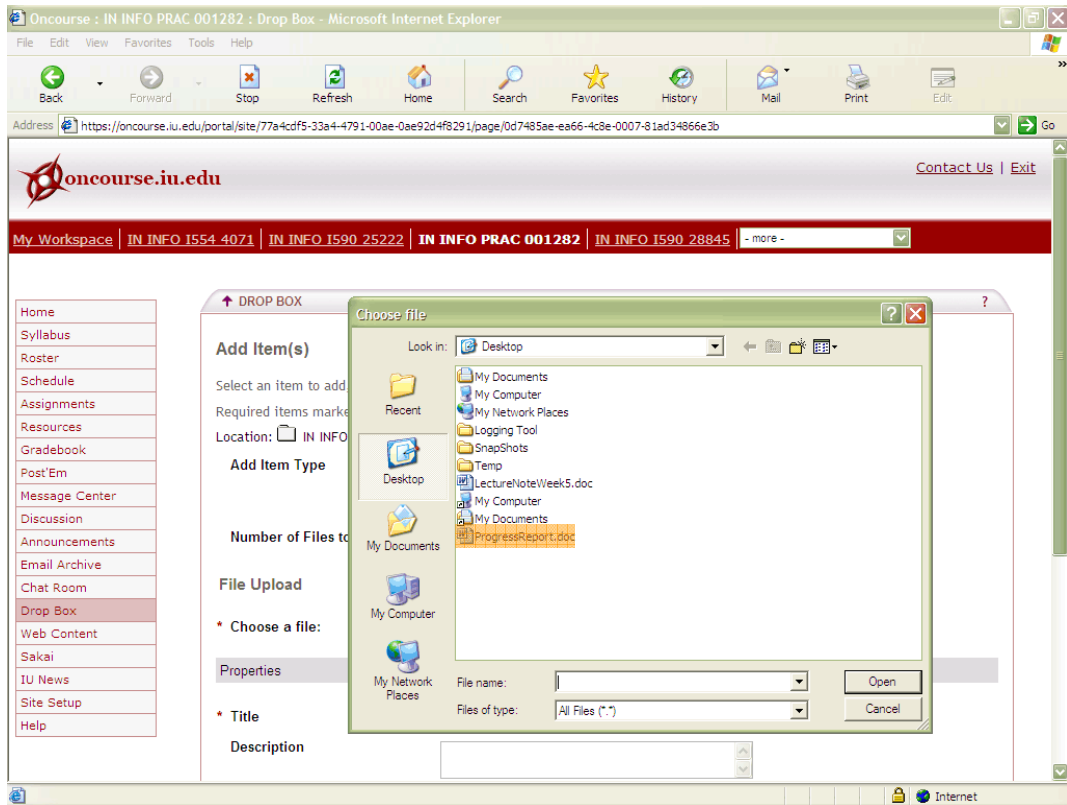 Oncourse : IN INFO PRAC 001282 : Drop Box - Microsoft Internet Explorer
File Edit View Favorites Tools Help
Back Forward Stop Refresh Home Search Favorites History Mail Print Edit
Address https://oncourse.iu.edu/portal/site/77a4cdf5-33a4-4791-00ae-0ae92d4f8291/page/0d7485ae-ea66-4c8e-0007-81ad34866e3b Go
oncourse.iu.edu
Contact Us | Exit
My Workspace | IN INFO I554 4071 | IN INFO I590 25222 | IN INFO PRAC 001282 | IN INFO I590 28845 | - more -
Home
Syllabus
Roster
Schedule
Assignments
Resources
Gradebook
Post'Em
Message Center
Discussion
Announcements
Email Archive
Chat Room
Drop Box
Web Content
Sakai
IU News
Site Setup
Help
DROP BOX ?
Add Item(s)
Select an item to add
Required items marke
Location: IN INFO
Add Item Type
Number of Files to
File Upload
* Choose a file:
Properties
* Title
Description
Choose file
Look in: Desktop
Recent
Desktop
My Documents
My Computer
My Network
Places
My Documents
My Computer
My Network Places
Logging Tool
SnapShots
Temp
LectureNoteWeek5.doc
My Computer
My Documents
ProgressReport.doc
File name: Open
Files of type: All Files (*.*) Cancel
Internet